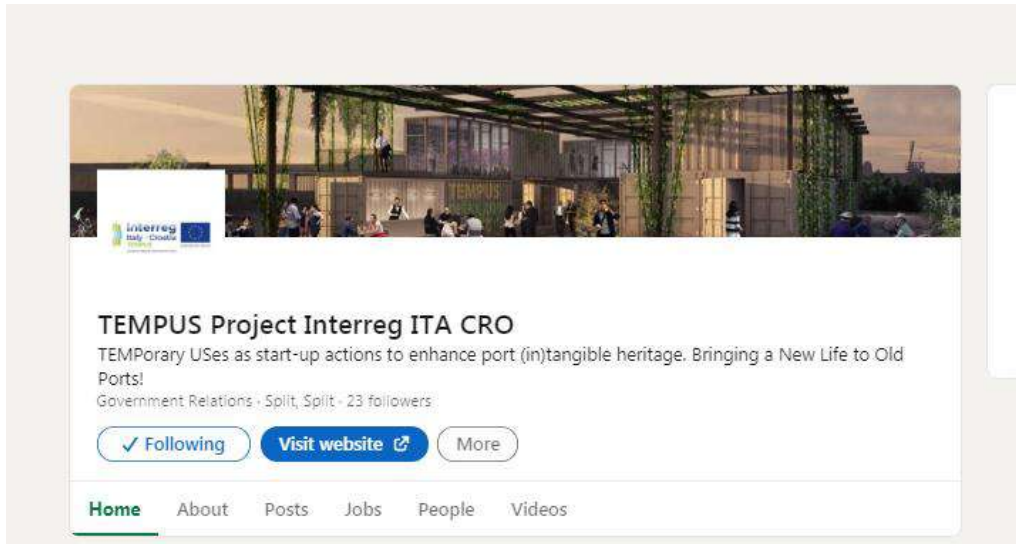 TEMPUS
Interreg
Italy - Croatia
TEMPUS
TEMPUS Project Interreg ITA CRO
TEMPorary USes as start-up actions to enhance port (in)tangible heritage. Bringing a New Life to Old
Ports!
Government Relations · Split, Split · 23 followers
Following
Visit website
More
Home About Posts Jobs People Videos